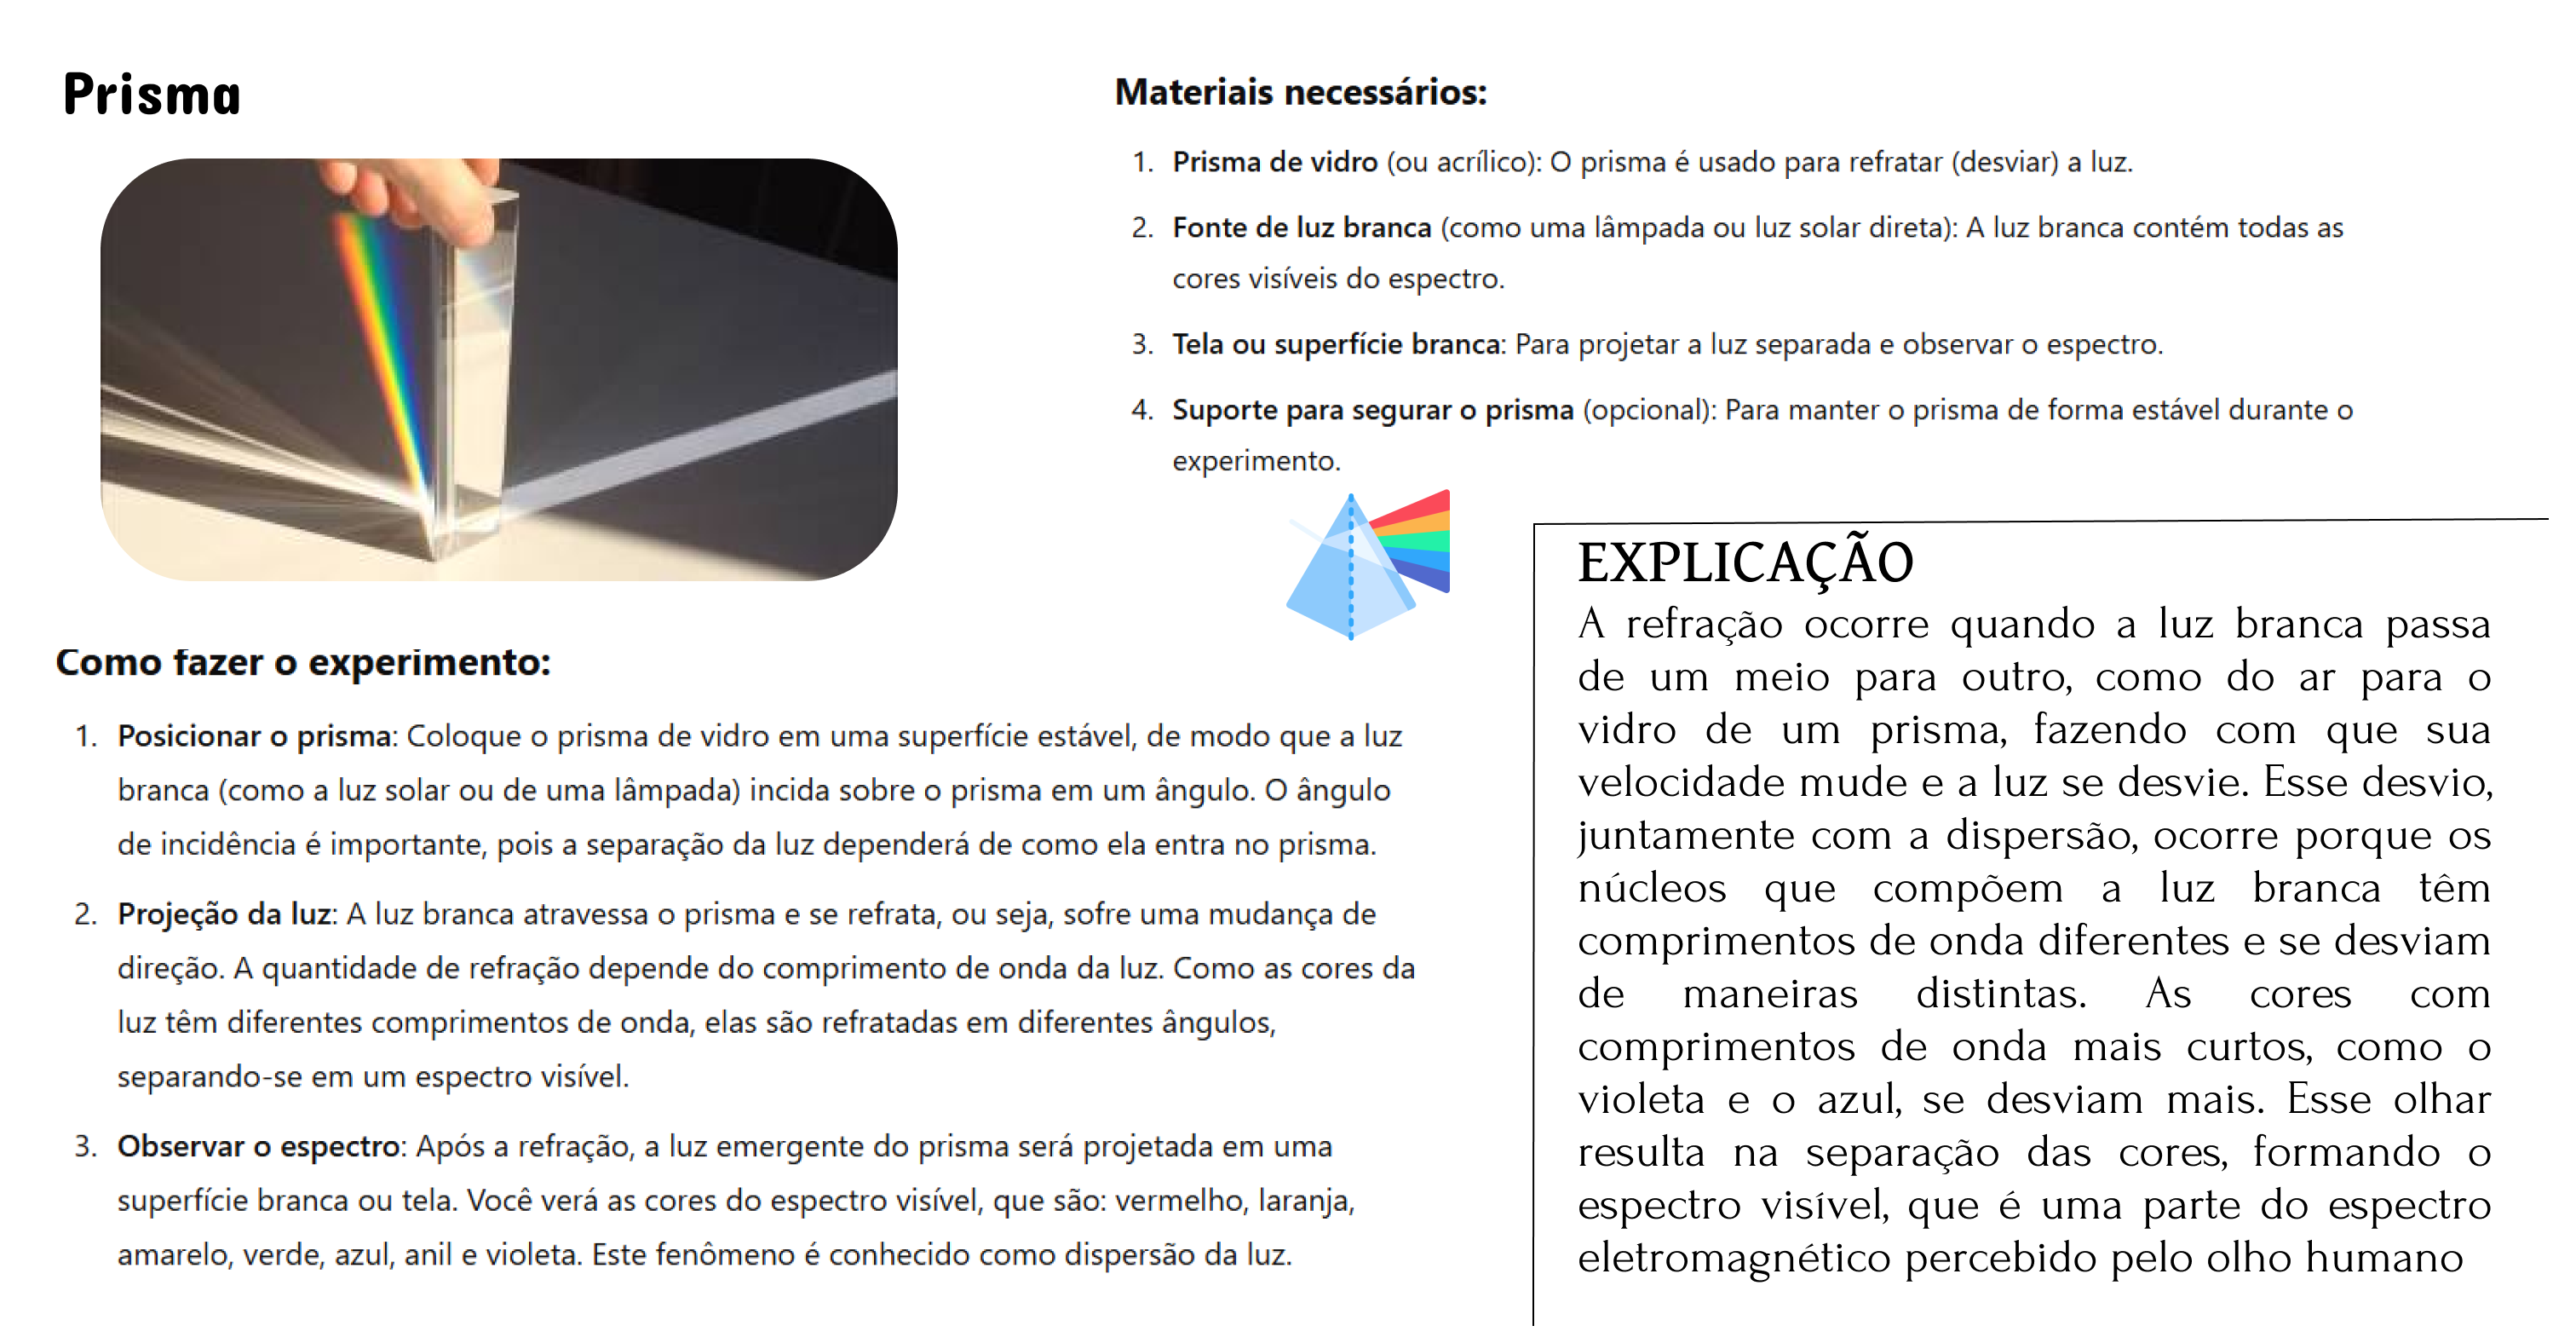 Prisma
Materiais necessários:
1. Prisma de vidro (ou acrílico): O prisma é usado para refratar (desviar) a luz.
2. Fonte de luz branca (como uma lâmpada ou luz solar direta): A luz branca contém todas as
cores visíveis do espectro.
3. Tela ou superfície branca: Para projetar a luz separada e observar o espectro.
4. Suporte para segurar o prisma (opcional): Para manter o prisma de forma estável durante o
experimento.
Como fazer o experimento:
1. Posicionar o prisma: Coloque o prisma de vidro em uma superfície estável, de modo que a luz
branca (como a luz solar ou de uma lâmpada) incida sobre o prisma em um ângulo. O ângulo
de incidência é importante, pois a separação da luz dependerá de como ela entra no prisma.
2. Projeção da luz: A luz branca atravessa o prisma e se refrata, ou seja, sofre uma mudança de
direção. A quantidade de refração depende do comprimento de onda da luz. Como as cores da
luz têm diferentes comprimentos de onda, elas são refratadas em diferentes ângulos,
separando-se em um espectro visível.
3. Observar o espectro: Após a refração, a luz emergente do prisma será projetada em uma
superfície branca ou tela. Você verá as cores do espectro visível, que são: vermelho, laranja,
amarelo, verde, azul, anil e violeta. Este fenômeno é conhecido como dispersão da luz.
EXPLICAÇÃO
A refração ocorre quando a luz branca passa
de um meio para outro, como do ar para o
vidro de um prisma, fazendo com que sua
velocidade mude e a luz se desvie. Esse desvio,
juntamente com a dispersão, ocorre porque os
núcleos que compõem a luz branca têm
comprimentos de onda diferentes e se desviam
de maneiras distintas. As cores com
comprimentos de onda mais curtos, como o
violeta e o azul, se desviam mais. Esse olhar
resulta na separação das cores, formando o
espectro visível, que é uma parte do espectro
eletromagnético percebido pelo olho humano